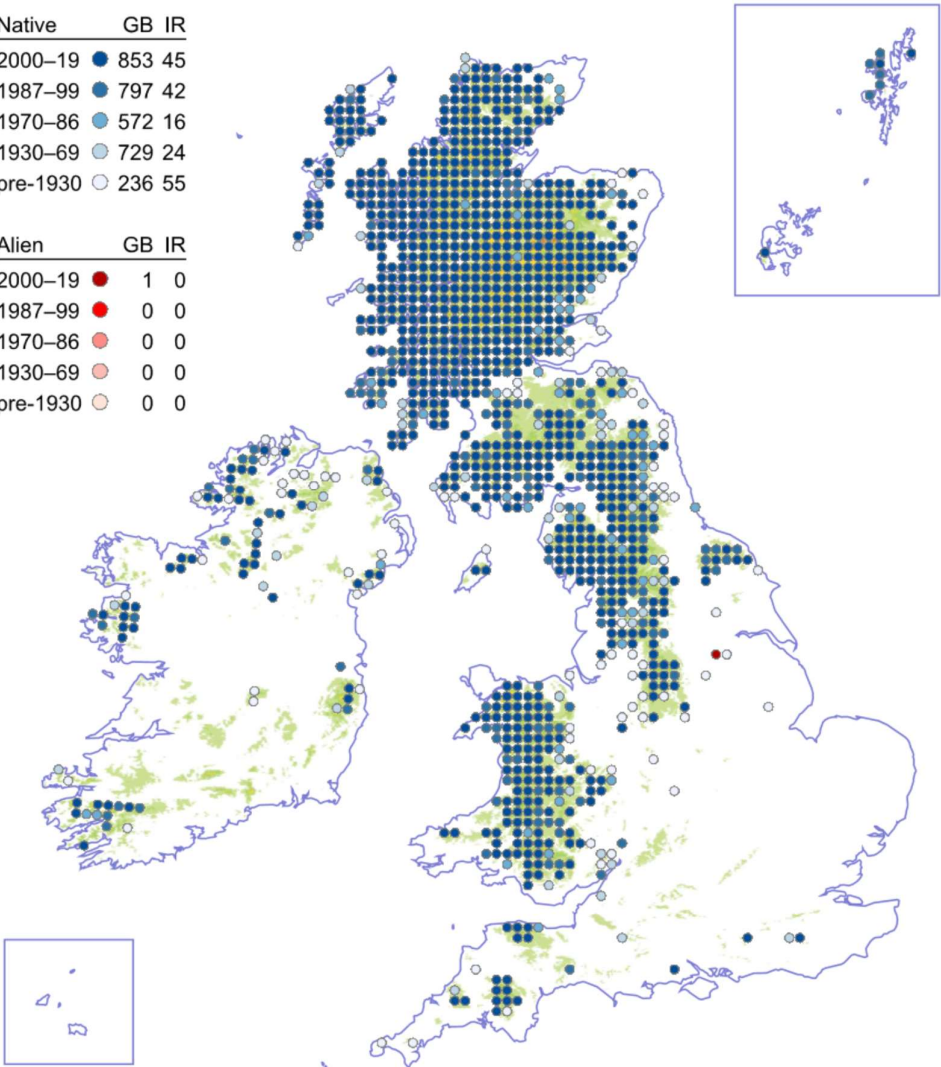 Native GB IR
2000–19 853 45
1987–99 797 42
1970–86 572 16
1930–69 729 24
pre-1930 236 55
Alien GB IR
2000–19 1 0
1987–99 0 0
1970–86 0 0
1930–69 0 0
pre-1930 0 0